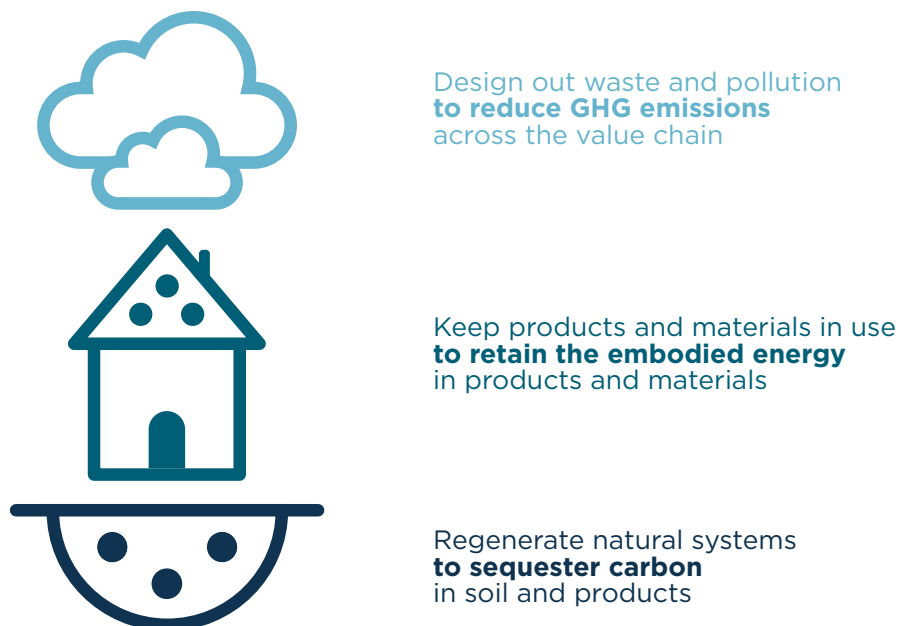 Design out waste and pollution
to reduce GHG emissions
across the value chain
Keep products and materials in use
to retain the embodied energy
in products and materials
Regenerate natural systems
to sequester carbon
in soil and products